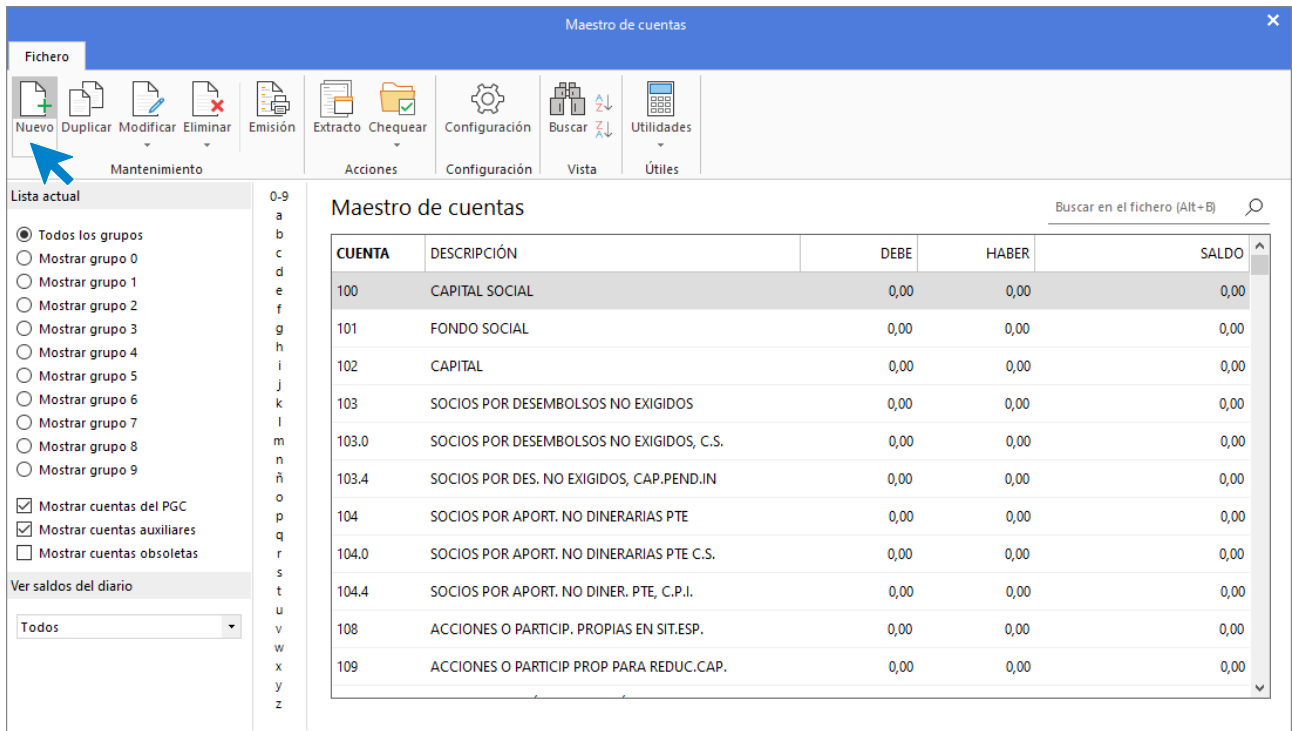 Maestro de cuentas
Fichero
Nuevo Duplicar Modificar Eliminar Emisión Extracto Chequear Configuración Buscar Utilidades
Mantenimiento Acciones Configuración Vista Útiles
Lista actual
Todos los grupos
Mostrar grupo 0
Mostrar grupo 1
Mostrar grupo 2
Mostrar grupo 3
Mostrar grupo 4
Mostrar grupo 5
Mostrar grupo 6
Mostrar grupo 7
Mostrar grupo 8
Mostrar grupo 9
Mostrar cuentas del PGC
Mostrar cuentas auxiliares
Mostrar cuentas obsoletas
Ver saldos del diario
Todos
0-9
a
b
c
d
e
f
g
h
i
j
k
l
m
n
ñ
o
p
q
r
s
t
u
v
w
x
y
z
Maestro de cuentas
Buscar en el fichero (Alt+B)
CUENTA DESCRIPCIÓN DEBE HABER SALDO
100 CAPITAL SOCIAL 0,00 0,00 0,00
101 FONDO SOCIAL 0,00 0,00 0,00
102 CAPITAL 0,00 0,00 0,00
103 SOCIOS POR DESEMBOLSOS NO EXIGIDOS 0,00 0,00 0,00
103.0 SOCIOS POR DESEMBOLSOS NO EXIGIDOS, C.S. 0,00 0,00 0,00
103.4 SOCIOS POR DES. NO EXIGIDOS, CAP.PEND.IN 0,00 0,00 0,00
104 SOCIOS POR APORT. NO DINERARIAS PTE 0,00 0,00 0,00
104.0 SOCIOS POR APORT. NO DINERARIAS PTE C.S. 0,00 0,00 0,00
104.4 SOCIOS POR APORT. NO DINER. PTE, C.P.I. 0,00 0,00 0,00
108 ACCIONES O PARTICIP. PROPIAS EN SIT.ESP. 0,00 0,00 0,00
109 ACCIONES O PARTICIP PROP PARA REDUC.CAP. 0,00 0,00 0,00